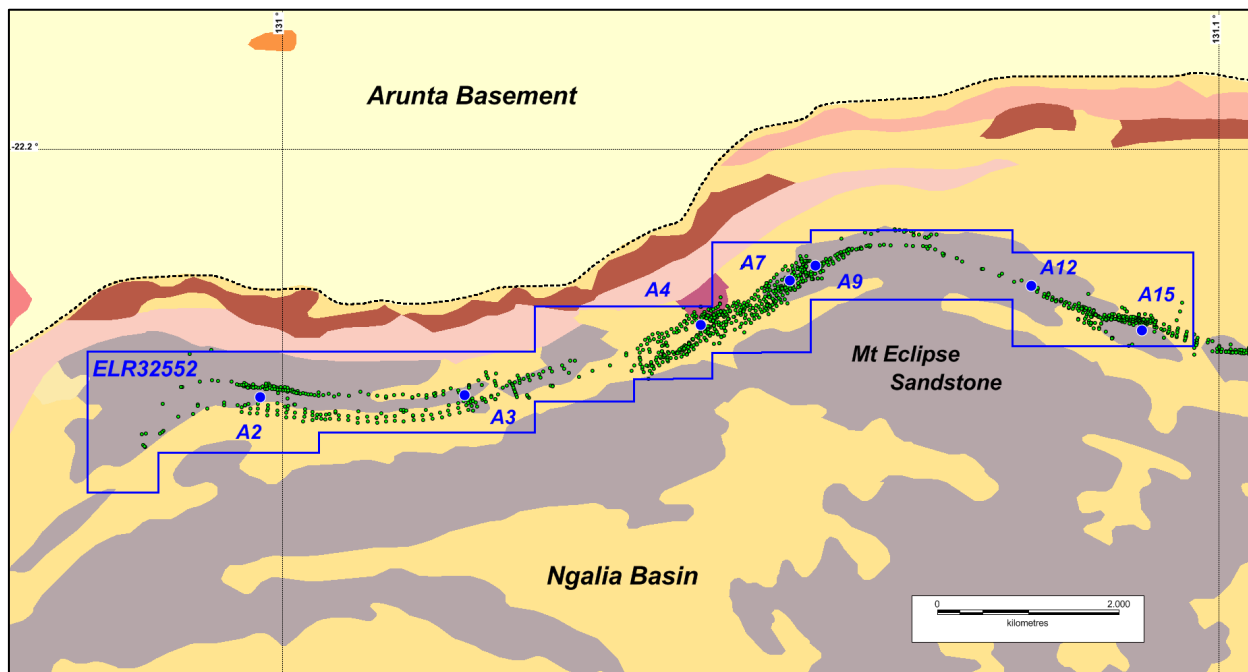 131 °
131.1 °
Arunta Basement
-22.2 °
A7
A12
A4
A15
A9
Mt Eclipse
Sandstone
ELR32552
A3
A2
Ngalia Basin
0
2.000
kilometres